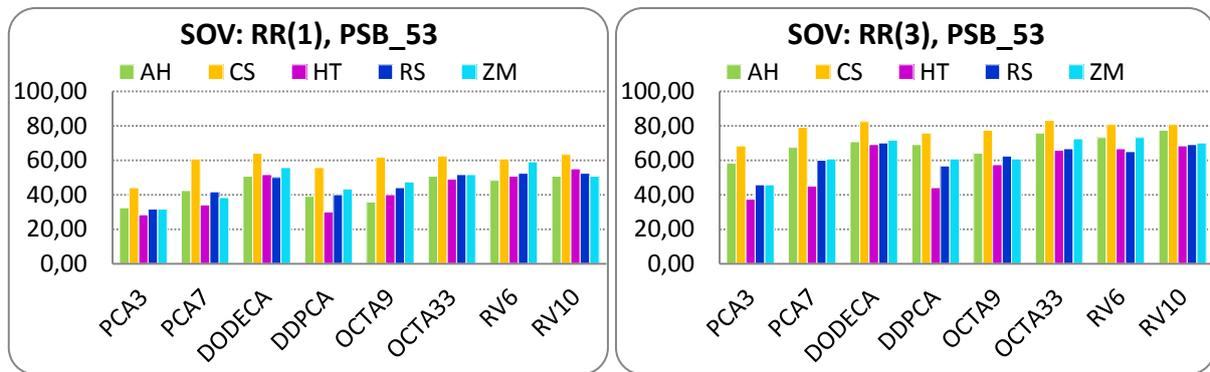 SOV: RR(1), PSB_53
AH CS HT RS ZM
100,00
80,00
60,00
40,00
20,00
0,00
PCA3 PCA7 DODECA DDPCA OCTA9 OCTA33 RV6 RV10
SOV: RR(3), PSB_53
AH CS HT RS ZM
100,00
80,00
60,00
40,00
20,00
0,00
PCA3 PCA7 DODECA DDPCA OCTA9 OCTA33 RV6 RV10